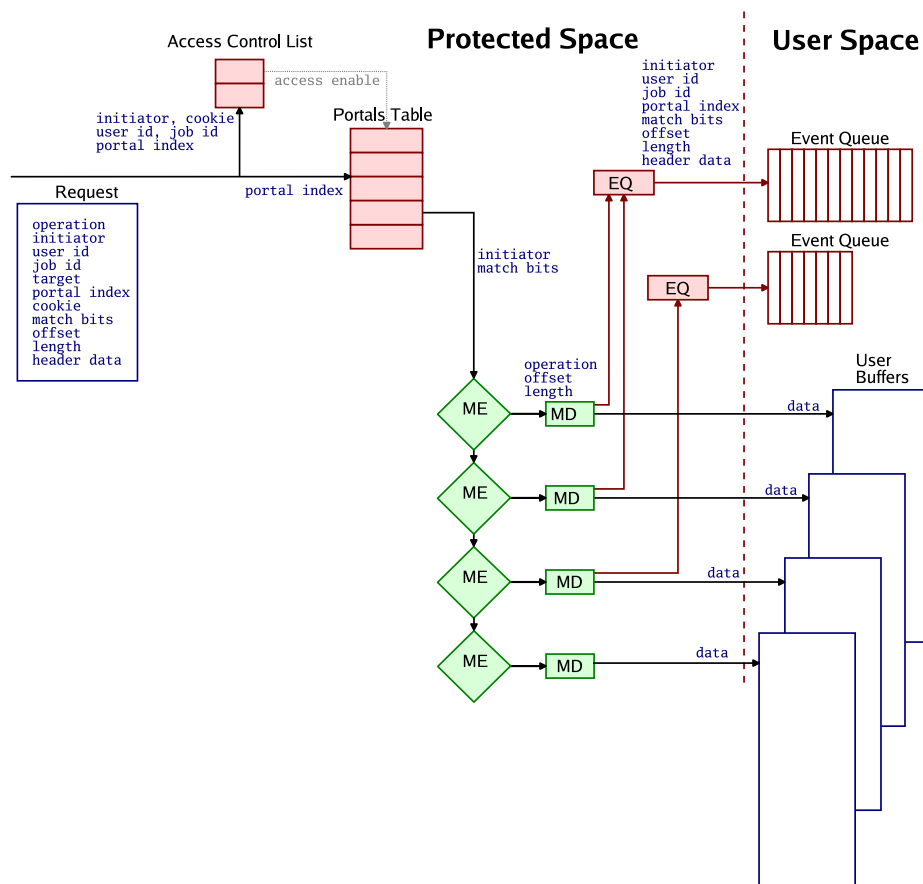 Protected Space
User Space
Access Control List
access enable
initiator, cookie
user id, job id
portal index
Portals Table
portal index
Request
operation
initiator
user id
job id
target
portal index
cookie
match bits
offset
length
header data
initiator
match bits
initiator
user id
job id
portal index
match bits
offset
length
header data
EQ
Event Queue
EQ
Event Queue
User
Buffers
operation
offset
length
ME
MD
data
ME
MD
data
ME
MD
data
ME
MD
data